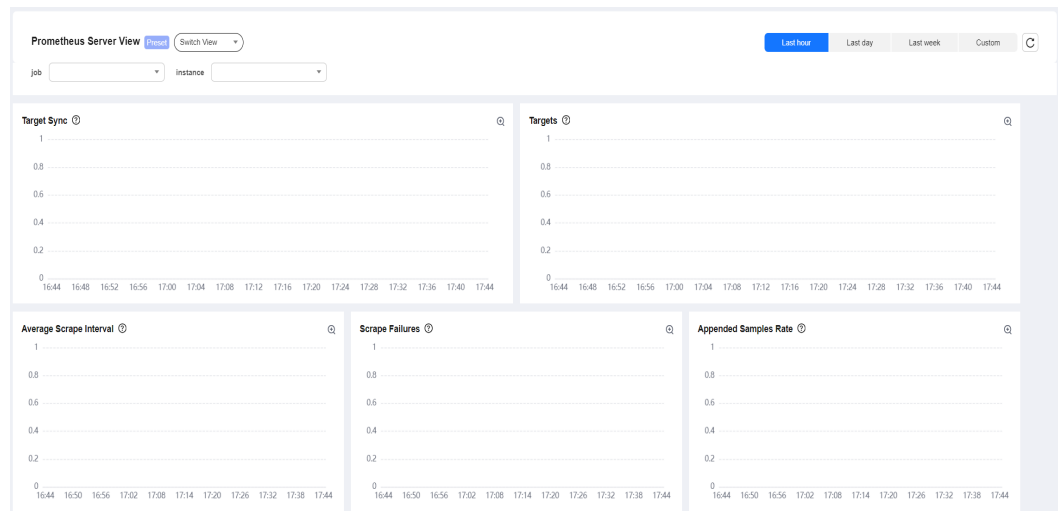 Prometheus Server View Preset Switch View Last hour Last day Last week Custom
job instance
Target Sync
1
0.8
0.6
0.4
0.2
0
16:44 16:48 16:52 16:56 17:00 17:04 17:08 17:12 17:16 17:20 17:24 17:28 17:32 17:36 17:40 17:44
Targets
1
0.8
0.6
0.4
0.2
0
16:44 16:48 16:52 16:56 17:00 17:04 17:08 17:12 17:16 17:20 17:24 17:28 17:32 17:36 17:40 17:44
Average Scrape Interval
1
0.8
0.6
0.4
0.2
0
16:44 16:50 16:56 17:02 17:08 17:14 17:20 17:26 17:32 17:38 17:44
Scrape Failures
1
0.8
0.6
0.4
0.2
0
16:44 16:50 16:56 17:02 17:08 17:14 17:20 17:26 17:32 17:38 17:44
Appended Samples Rate
1
0.8
0.6
0.4
0.2
0
16:44 16:50 16:56 17:02 17:08 17:14 17:20 17:26 17:32 17:38 17:44